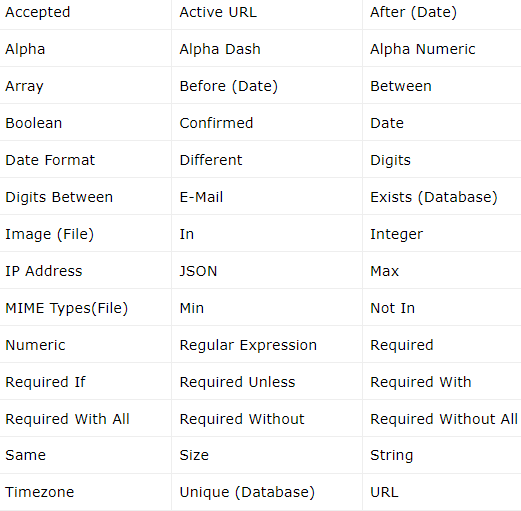 Accepted Active URL After (Date)
Alpha Alpha Dash Alpha Numeric
Array Before (Date) Between
Boolean Confirmed Date
Date Format Different Digits
Digits Between E-Mail Exists (Database)
Image (File) In Integer
IP Address JSON Max
MIME Types(File) Min Not In
Numeric Regular Expression Required
Required If Required Unless Required With
Required With All Required Without Required Without All
Same Size String
Timezone Unique (Database) URL